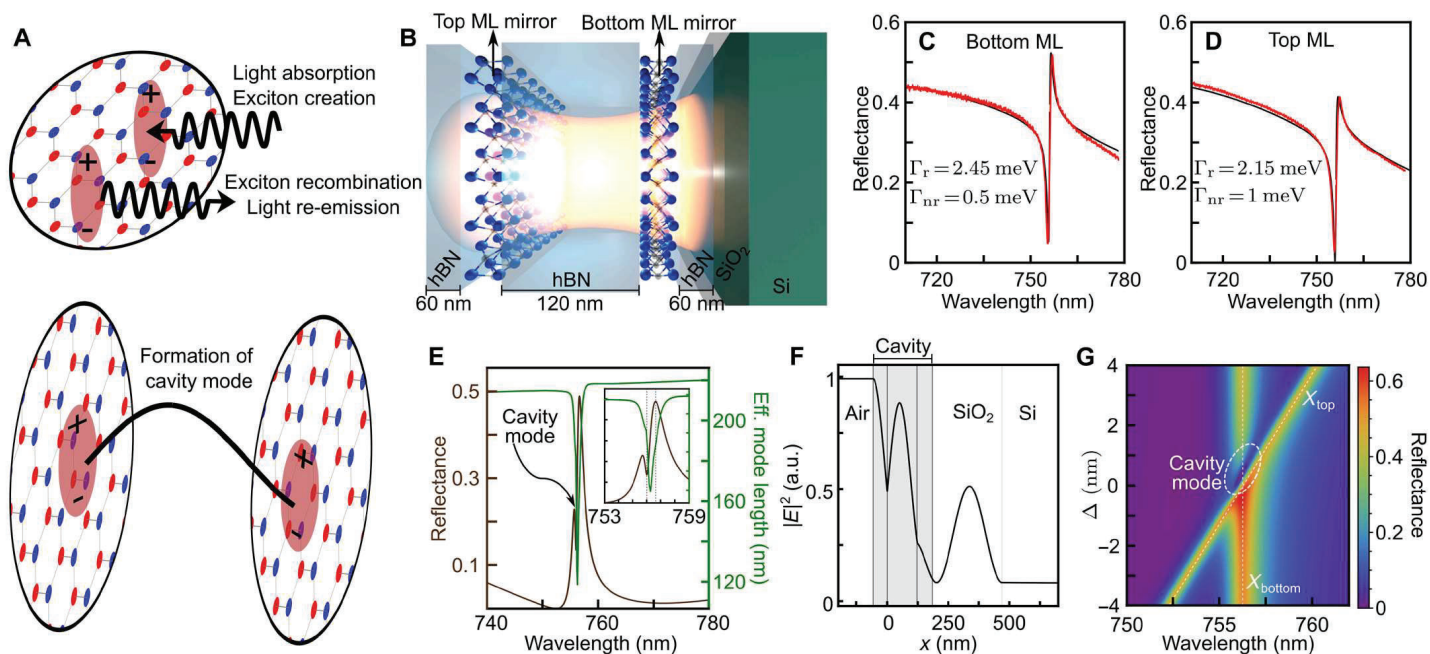 A
Light absorption
Exciton creation
+
-
+
-
Exciton recombination
Light re-emission
Formation of
cavity mode
+
-
+
-
B
Top ML mirror
Bottom ML mirror
hBN
hBN
hBN
SiO₂
Si
60 nm
120 nm
60 nm
C
Bottom ML
Reflectance
0.6
0.4
0.2
0
Γr = 2.45 meV
Γnr = 0.5 meV
720
750
780
Wavelength (nm)
D
Top ML
Reflectance
0.6
0.4
0.2
0
Γr = 2.15 meV
Γnr = 1 meV
720
750
780
Wavelength (nm)
E
Reflectance
0.5
0.3
0.1
Cavity
mode
753
759
Eff. mode length (nm)
200
160
120
740
760
780
Wavelength (nm)
F
Cavity
|E|² (a.u.)
1
0.5
0
Air
SiO₂
Si
0
250
500
x (nm)
G
Δ (nm)
4
2
0
−2
−4
Cavity
mode
Xtop
Xbottom
750
755
760
Wavelength (nm)
0.6
0.4
0.2
0
Reflectance